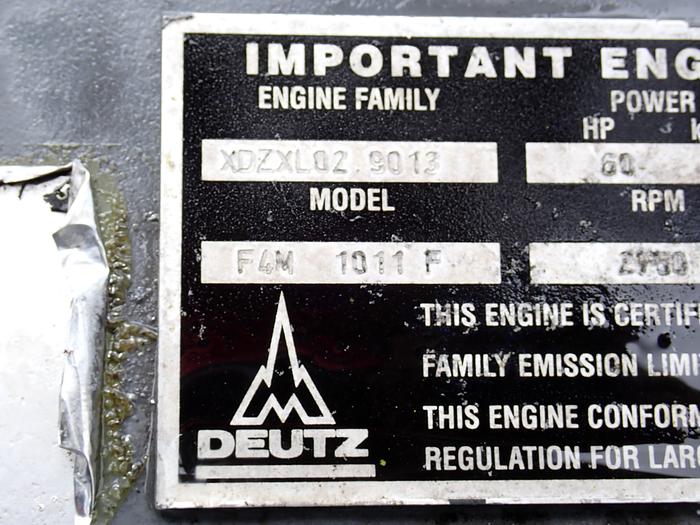 IMPORTANT ENG
ENGINE FAMILY
POWER
HP K
XDZXL02.9013
60
MODEL
RPM
F4M 1011 F
THIS ENGINE IS CERTIF
FAMILY EMISSION LIMI
THIS ENGINE CONFORM
REGULATION FOR LARG
DEUTZ